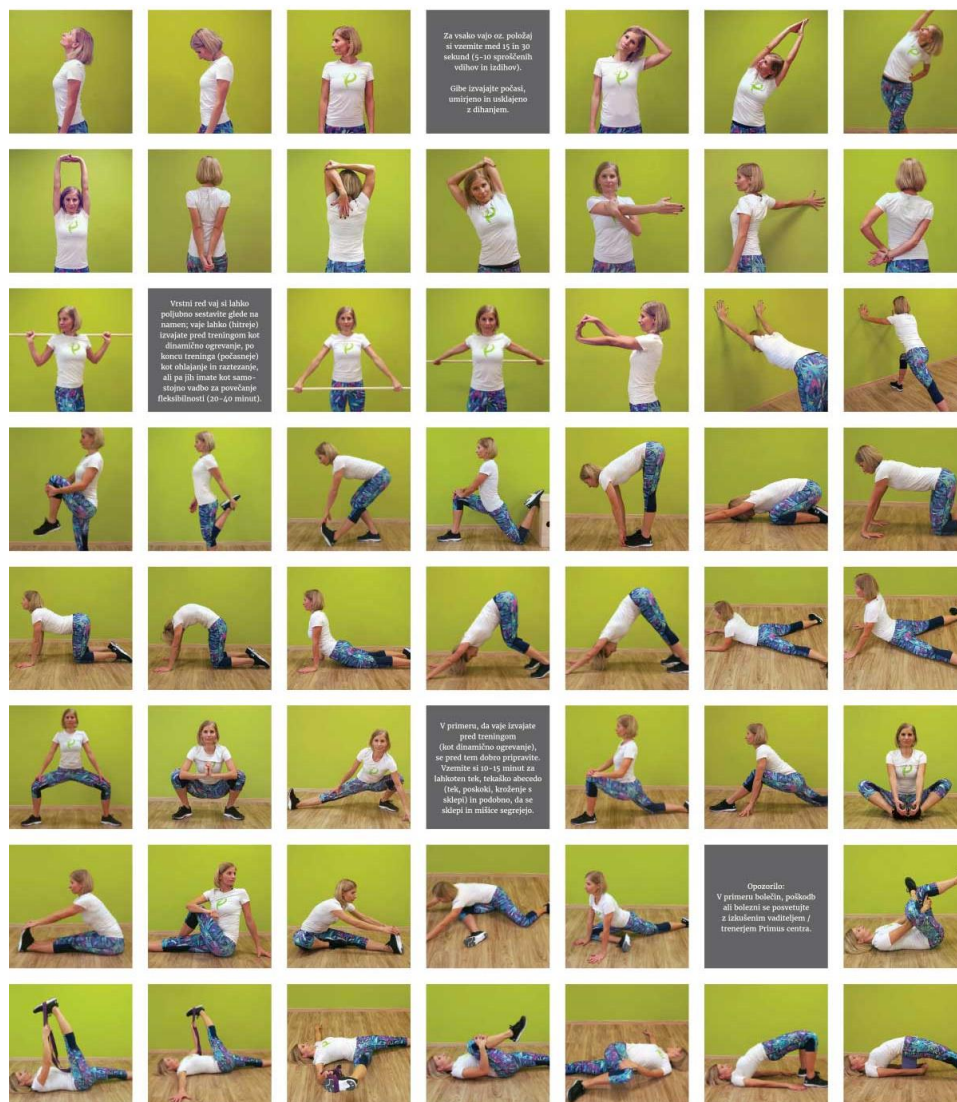 Za vsako vajo oz. položaj
si vzemite med 15 in 30
sekund (5-10 sproščenih
vdihov in izdihov).
Gibe izvajajte počasi,
umirjeno in usklajeno
z dihanjem.
Vrstni red vaj si lahko
poljubno sestavite glede na
namen; vaje lahko (hitreje)
izvajate pred treningom kot
dinamično ogrevanje, po
koncu treninga (počasneje)
kot ohlajanje in raztezanje,
ali pa jih imate kot samo-
stojno vadbo za povečanje
fleksibilnosti (20-40 minut).
V primeru, da vaje izvajate
pred treningom
(kot dinamično ogrevanje),
se pred tem dobro pripravite.
Vzemite si 10-15 minut za
lahkoten tek, tekaško abecedo
(tek, poskoki, kroženje s
sklepi) in podobno, da se
sklepi in mišice segrejejo.
Opozorilo:
V primeru bolečin, poškodb
ali bolezni se posvetujte
z izkušenim vaditeljem /
trenerjem Primus centra.